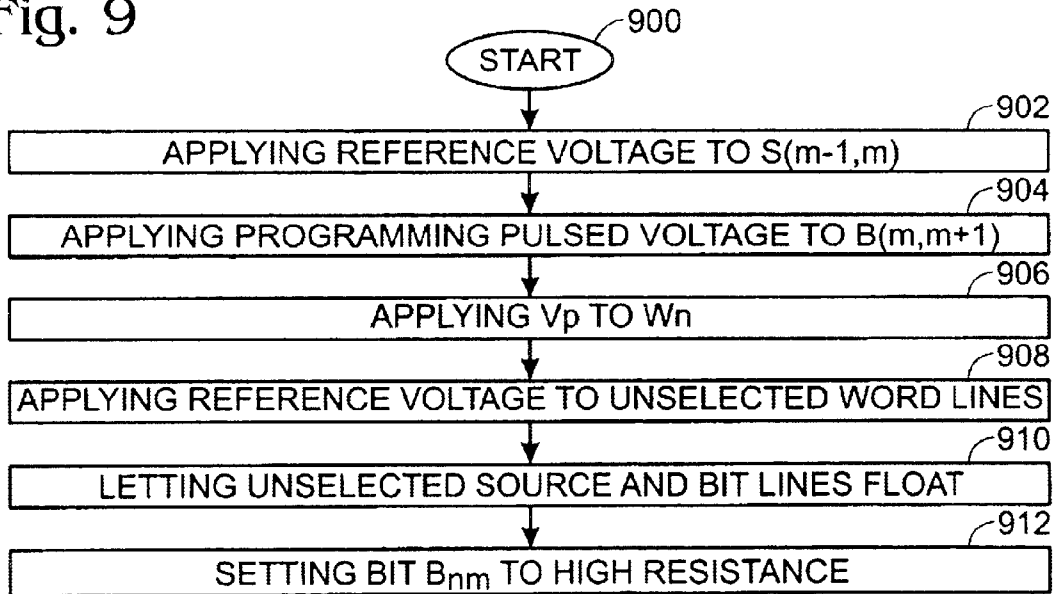 Fig. 9
900
START
902
APPLYING REFERENCE VOLTAGE TO S(m-1,m)
904
APPLYING PROGRAMMING PULSED VOLTAGE TO B(m,m+1)
906
APPLYING Vp TO Wn
908
APPLYING REFERENCE VOLTAGE TO UNSELECTED WORD LINES
910
LETTING UNSELECTED SOURCE AND BIT LINES FLOAT
912
SETTING BIT Bnm TO HIGH RESISTANCE